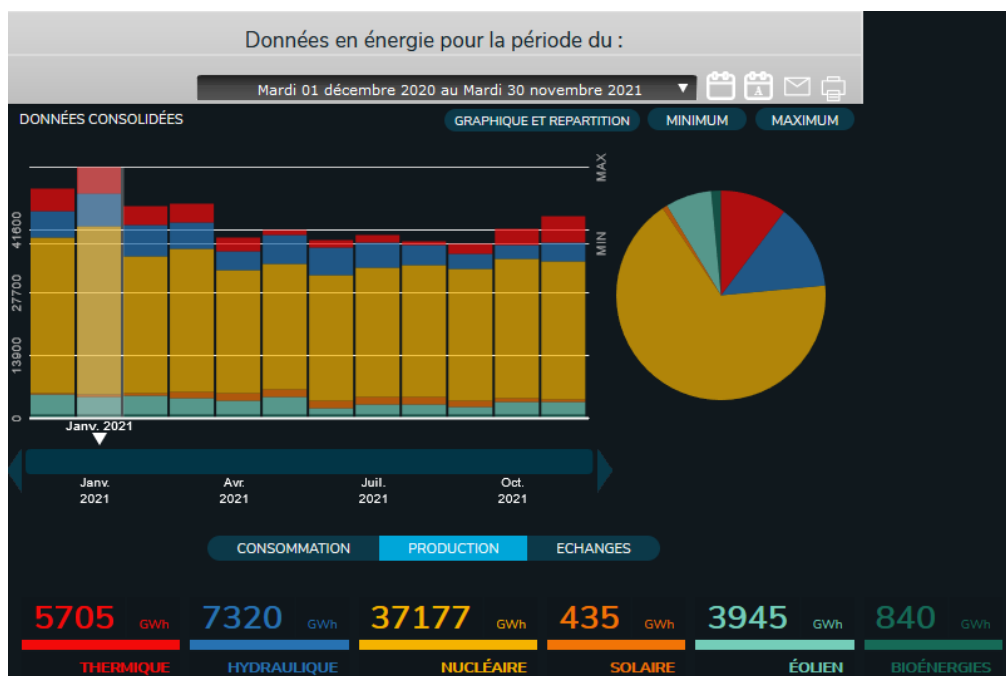 Données en énergie pour la période du :
Mardi 01 décembre 2020 au Mardi 30 novembre 2021
A
DONNÉES CONSOLIDÉES
GRAPHIQUE ET REPARTITION
MINIMUM
MAXIMUM
MAX
MIN
41600
27700
13900
0
Janv. 2021
Janv.
2021
Avr.
2021
Juil.
2021
Oct.
2021
CONSOMMATION
PRODUCTION
ECHANGES
5705 GWh
THERMIQUE
7320 GWh
HYDRAULIQUE
37177 GWh
NUCLÉAIRE
435 GWh
SOLAIRE
3945 GWh
ÉOLIEN
840 GWh
BIOÉNERGIES